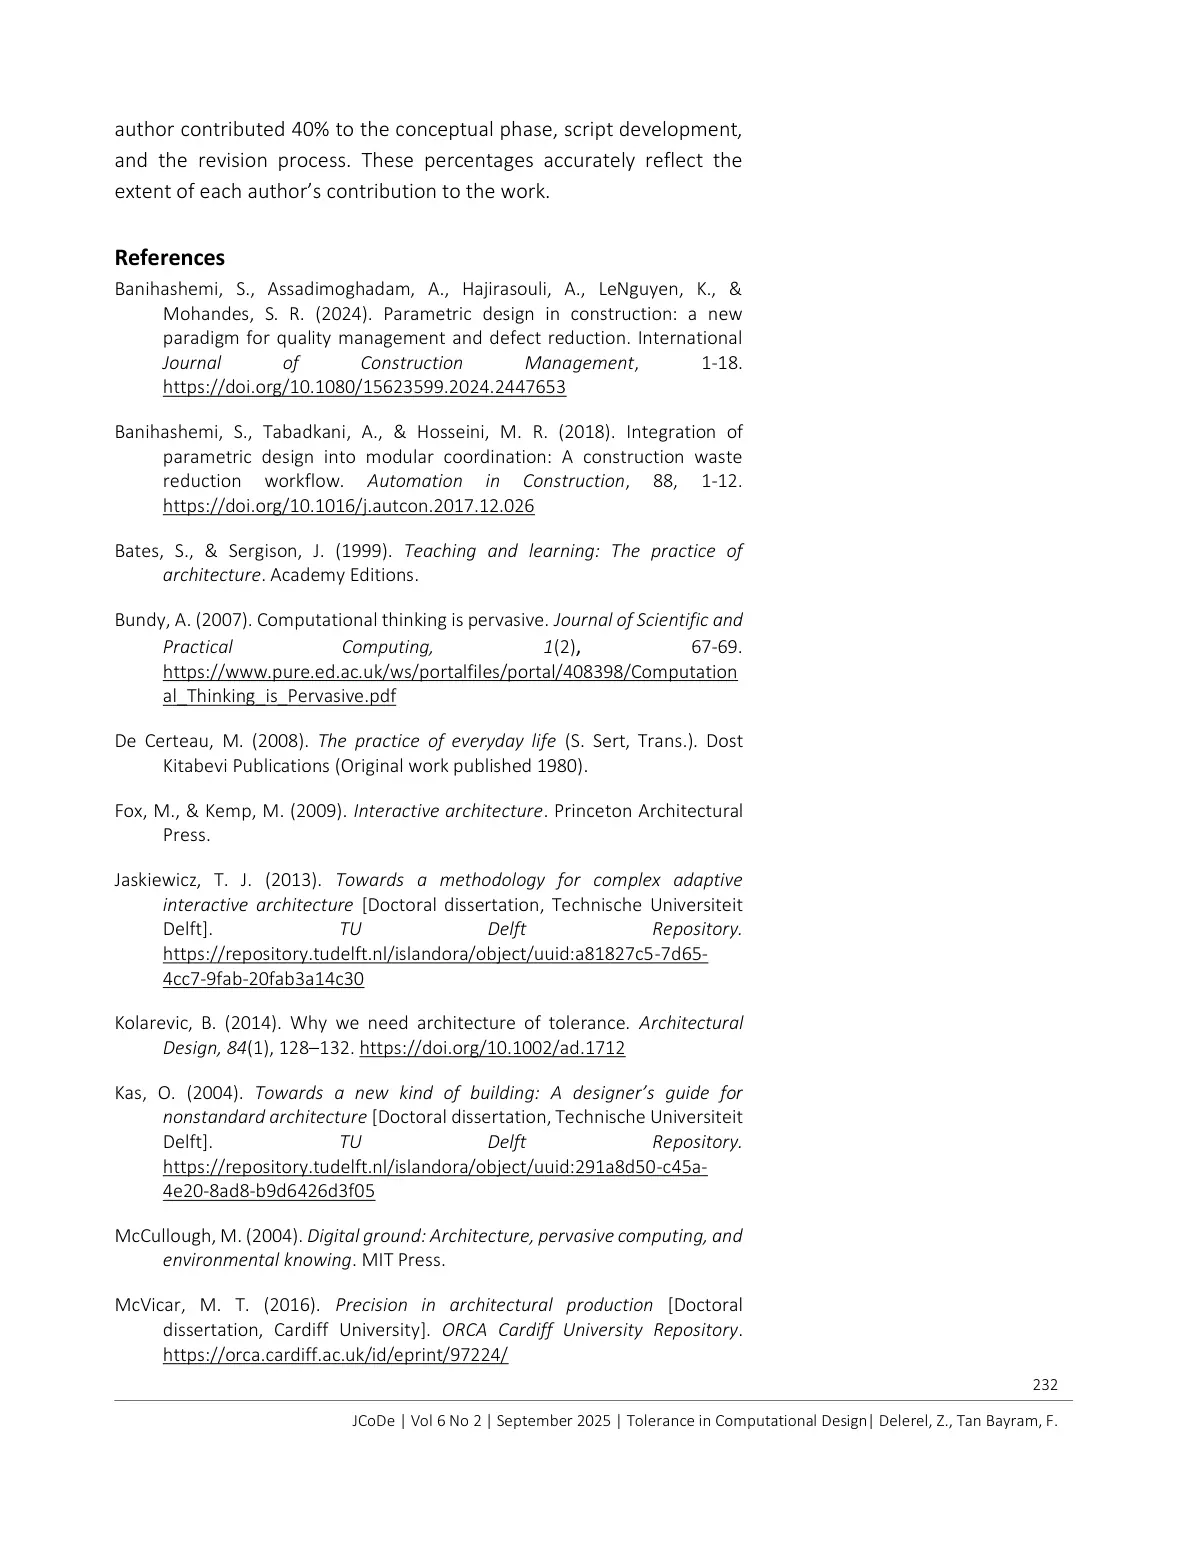 author contributed 40% to the conceptual phase, script development,
and the revision process. These percentages accurately reflect the
extent of each author’s contribution to the work.
References
Banihashemi, S., Assadimoghadam, A., Hajirasouli, A., LeNguyen, K., &
Mohandes, S. R. (2024). Parametric design in construction: a new
paradigm for quality management and defect reduction. International
Journal of Construction Management, 1-18.
https://doi.org/10.1080/15623599.2024.2447653
Banihashemi, S., Tabadkani, A., & Hosseini, M. R. (2018). Integration of
parametric design into modular coordination: A construction waste
reduction workflow. Automation in Construction, 88, 1-12.
https://doi.org/10.1016/j.autcon.2017.12.026
Bates, S., & Sergison, J. (1999). Teaching and learning: The practice of
architecture. Academy Editions.
Bundy, A. (2007). Computational thinking is pervasive. Journal of Scientific and
Practical Computing, 1(2), 67-69.
https://www.pure.ed.ac.uk/ws/portalfiles/portal/408398/Computation
al_Thinking_is_Pervasive.pdf
De Certeau, M. (2008). The practice of everyday life (S. Sert, Trans.). Dost
Kitabevi Publications (Original work published 1980).
Fox, M., & Kemp, M. (2009). Interactive architecture. Princeton Architectural
Press.
Jaskiewicz, T. J. (2013). Towards a methodology for complex adaptive
interactive architecture [Doctoral dissertation, Technische Universiteit
Delft]. TU Delft Repository.
https://repository.tudelft.nl/islandora/object/uuid:a81827c5-7d65-
4cc7-9fab-20fab3a14c30
Kolarevic, B. (2014). Why we need architecture of tolerance. Architectural
Design, 84(1), 128–132. https://doi.org/10.1002/ad.1712
Kas, O. (2004). Towards a new kind of building: A designer’s guide for
nonstandard architecture [Doctoral dissertation, Technische Universiteit
Delft]. TU Delft Repository.
https://repository.tudelft.nl/islandora/object/uuid:291a8d50-c45a-
4e20-8ad8-b9d6426d3f05
McCullough, M. (2004). Digital ground: Architecture, pervasive computing, and
environmental knowing. MIT Press.
McVicar, M. T. (2016). Precision in architectural production [Doctoral
dissertation, Cardiff University]. ORCA Cardiff University Repository.
https://orca.cardiff.ac.uk/id/eprint/97224/
232
JCoDe | Vol 6 No 2 | September 2025 | Tolerance in Computational Design| Delerel, Z., Tan Bayram, F.